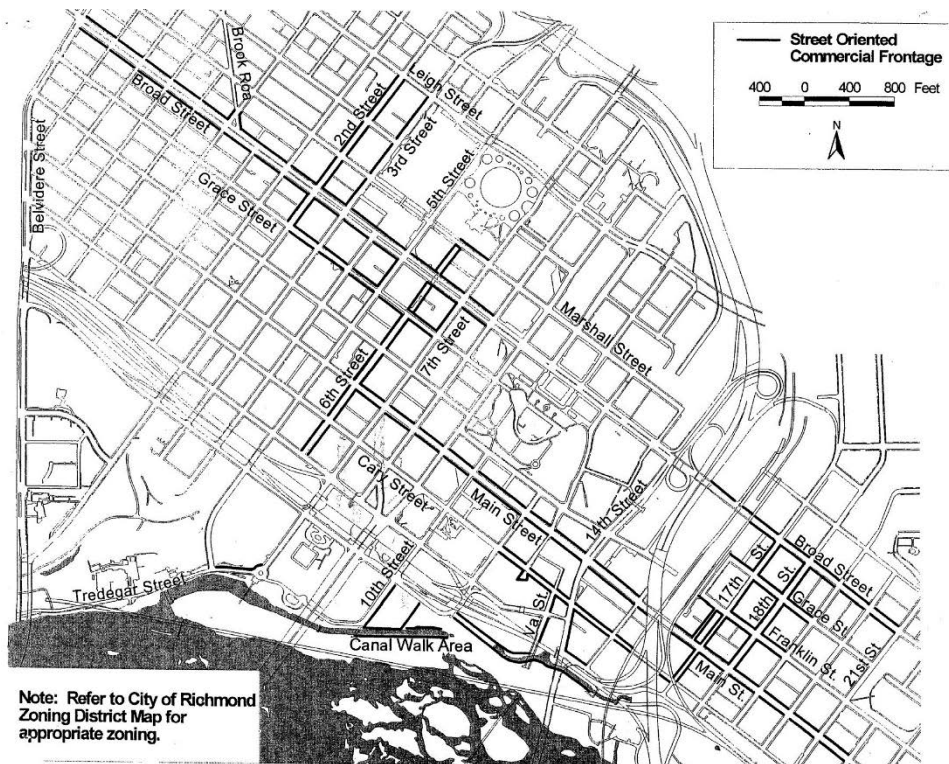 Street Oriented
Commercial Frontage
400 0 400 800 Feet
N
Brook Roa
Broad Street
2nd Street
Leigh Street
3rd Street
5th Street
Belvidere Street
Grace Street
Marshall Street
7th Street
6th Street
Cary Street
Main Street
14th Street
Broad Street
17th St.
18th St.
Grace St.
Franklin St.
21st St.
Main St.
Va St.
10th Street
Tredegar Street
Canal Walk Area
Note: Refer to City of Richmond
Zoning District Map for
appropriate zoning.